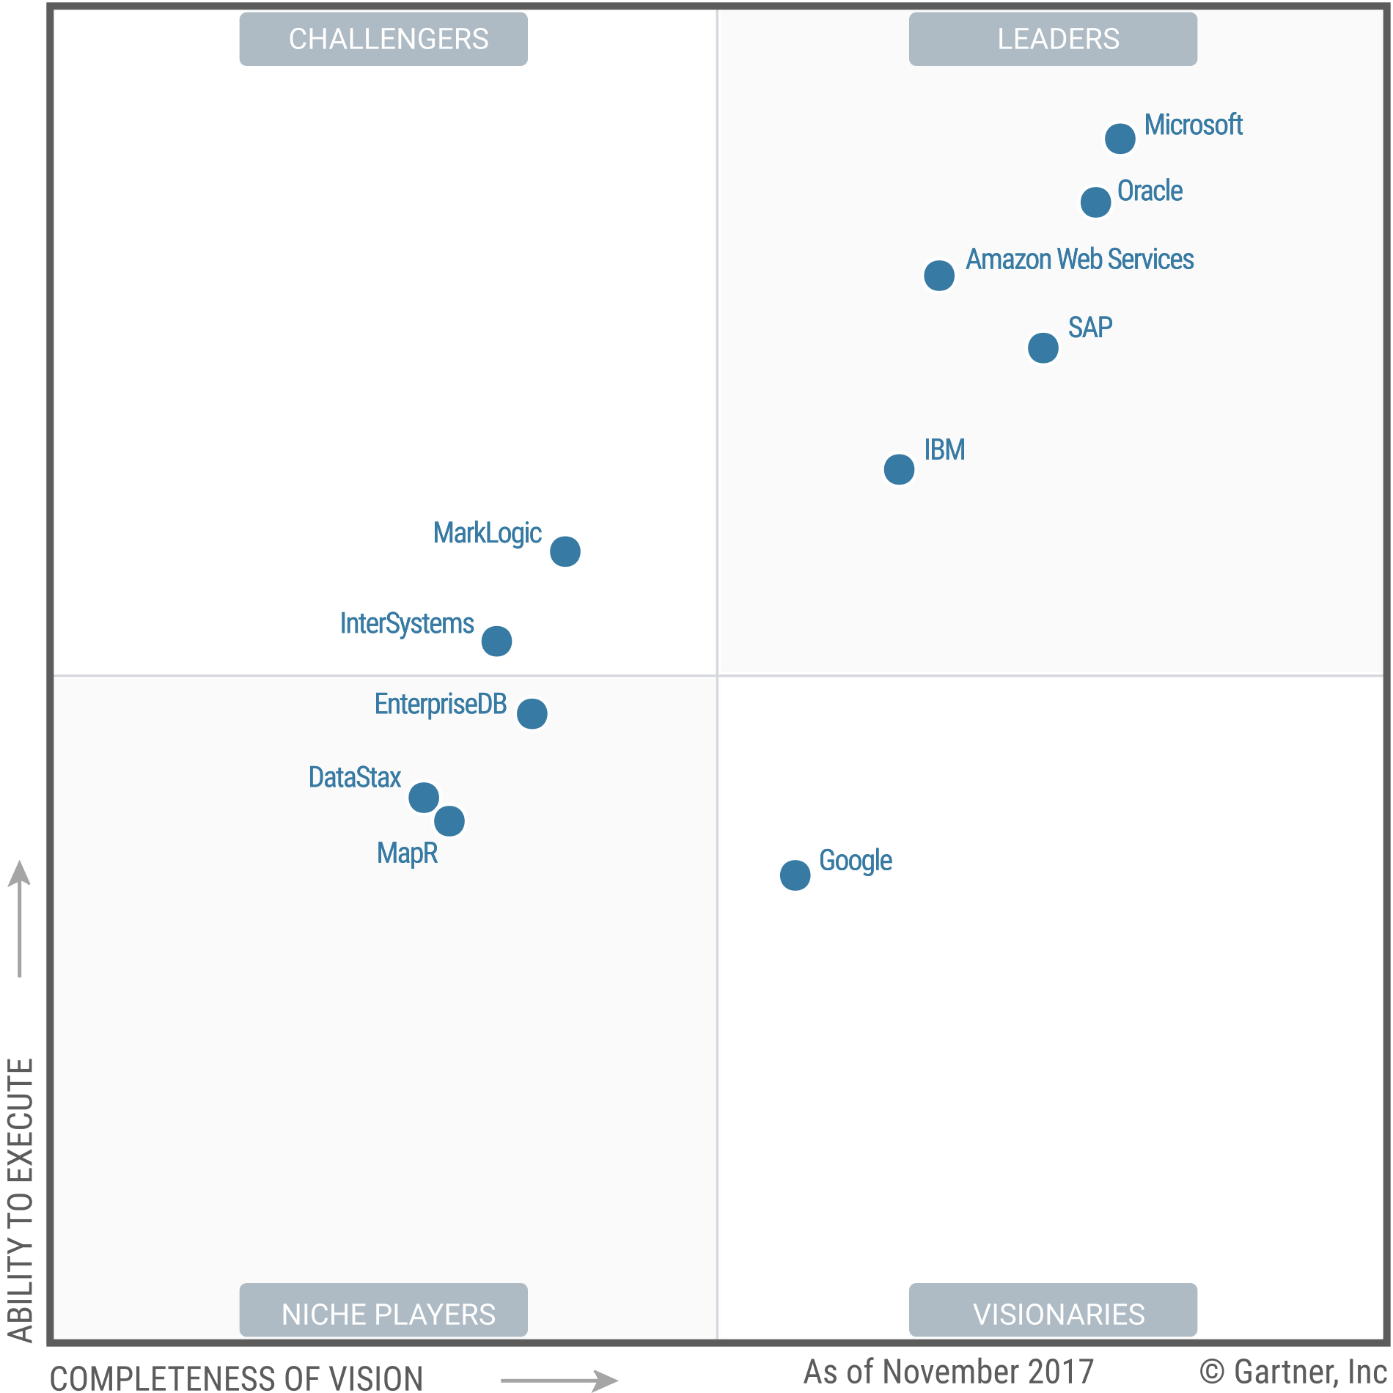 CHALLENGERS
LEADERS
Microsoft
Oracle
Amazon Web Services
SAP
IBM
MarkLogic
InterSystems
EnterpriseDB
DataStax
MapR
Google
ABILITY TO EXECUTE
NICHE PLAYERS
VISIONARIES
COMPLETENESS OF VISION
As of November 2017
© Gartner, Inc